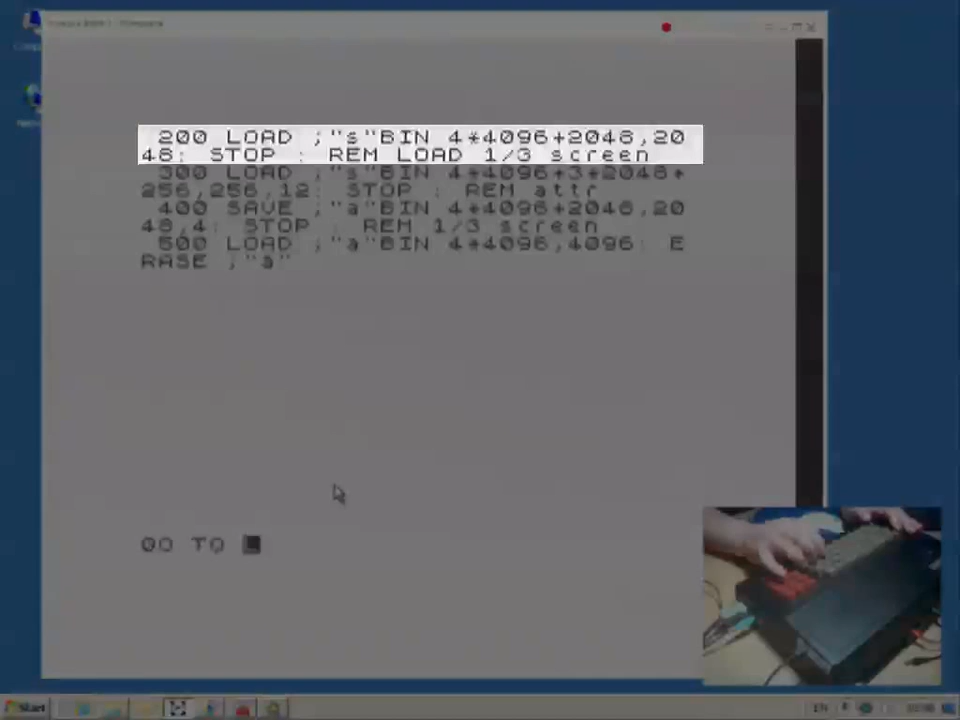 200 LOAD ;"s"BIN 4*4096+2048,20
48: STOP : REM LOAD 1/3 screen
300 LOAD ;"s"BIN 4*4096+3*2048+
256,256,12: STOP : REM attr
400 SAVE ;"a"BIN 4*4096+2048,20
48,4: STOP : REM 1/3 screen
500 LOAD ;"a"BIN 4*4096,4096: E
RASE ;"a"
GO TO L
Start
EN